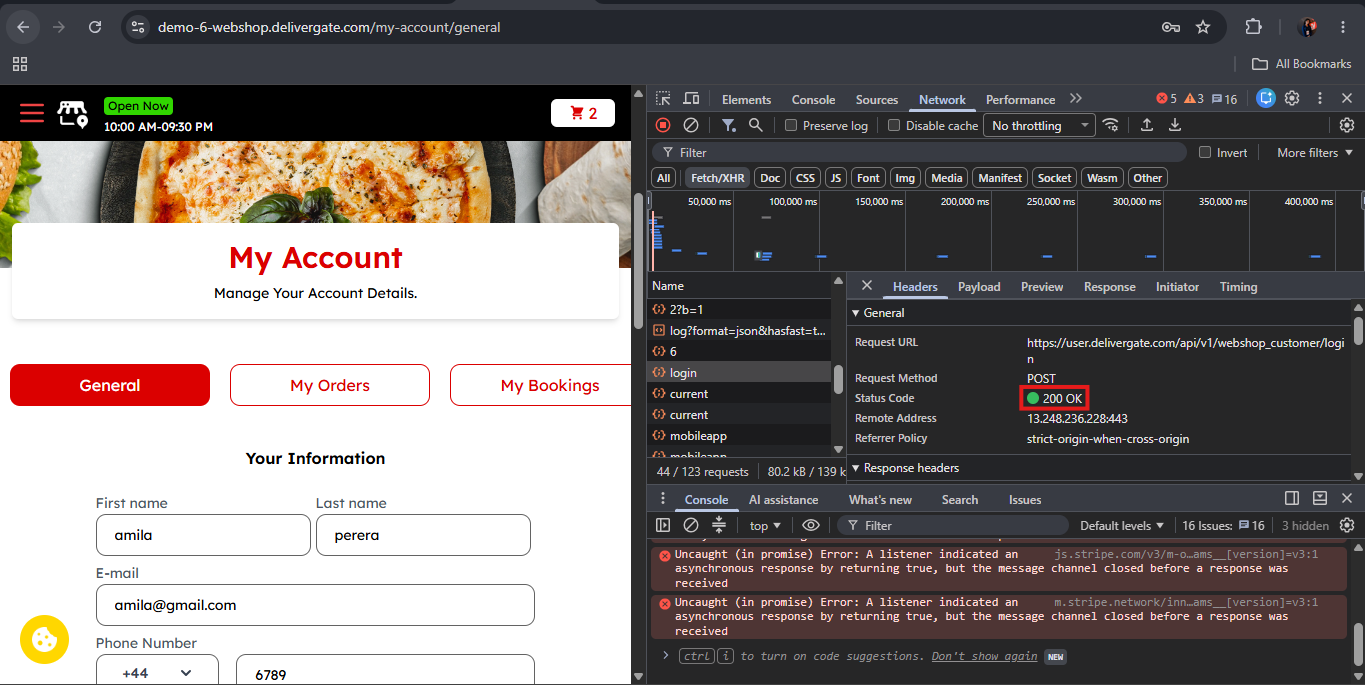 demo-6-webshop.delivergate.com/my-account/general
All Bookmarks
Open Now
10:00 AM-09:30 PM
2
My Account
Manage Your Account Details.
General
My Orders
My Bookings
Your Information
First name
Last name
amila
perera
E-mail
amila@gmail.com
Phone Number
+44
6789
Elements
Console
Sources
Network
Performance
5
3
16
Preserve log
Disable cache
No throttling
Filter
Invert
More filters
All
Fetch/XHR
Doc
CSS
JS
Font
Img
Media
Manifest
Socket
Wasm
Other
50,000 ms
100,000 ms
150,000 ms
200,000 ms
250,000 ms
300,000 ms
350,000 ms
400,000 ms
Name
2?b=1
log?format=json&hasfast=t...
6
login
current
current
mobileapp
mobileapp
44 / 123 requests
80.2 kB / 139 k
Headers
Payload
Preview
Response
Initiator
Timing
General
Request URL
https://user.delivergate.com/api/v1/webshop_customer/logi
n
Request Method
POST
Status Code
200 OK
Remote Address
13.248.236.228:443
Referrer Policy
strict-origin-when-cross-origin
Response headers
Console
AI assistance
What's new
Search
Issues
top
Filter
Default levels
16 Issues:
16
3 hidden
Uncaught (in promise) Error: A listener indicated an
js.stripe.com/v3/m-o…ams__[version]=v3:1
asynchronous response by returning true, but the message channel closed before a response was
received
Uncaught (in promise) Error: A listener indicated an
m.stripe.network/inn…ams__[version]=v3:1
asynchronous response by returning true, but the message channel closed before a response was
received
ctrl i to turn on code suggestions. Don't show again NEW